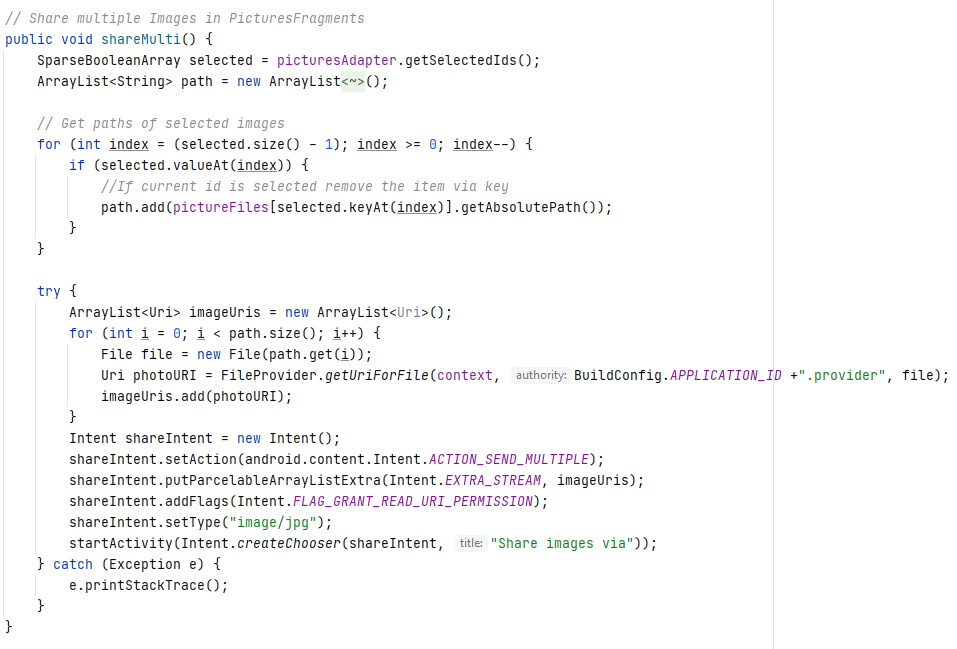 // Share multiple Images in PicturesFragments
public void shareMulti() {
    SparseBooleanArray selected = picturesAdapter.getSelectedIds();
    ArrayList<String> path = new ArrayList<~>();

    // Get paths of selected images
    for (int index = (selected.size() - 1); index >= 0; index--) {
        if (selected.valueAt(index)) {
            //If current id is selected remove the item via key
            path.add(pictureFiles[selected.keyAt(index)].getAbsolutePath());
        }
    }

    try {
        ArrayList<Uri> imageUris = new ArrayList<Uri>();
        for (int i = 0; i < path.size(); i++) {
            File file = new File(path.get(i));
            Uri photoURI = FileProvider.getUriForFile(context, authority: BuildConfig.APPLICATION_ID +".provider", file);
            imageUris.add(photoURI);
        }
        Intent shareIntent = new Intent();
        shareIntent.setAction(android.content.Intent.ACTION_SEND_MULTIPLE);
        shareIntent.putParcelableArrayListExtra(Intent.EXTRA_STREAM, imageUris);
        shareIntent.addFlags(Intent.FLAG_GRANT_READ_URI_PERMISSION);
        shareIntent.setType("image/jpg");
        startActivity(Intent.createChooser(shareIntent, title: "Share images via"));
    } catch (Exception e) {
        e.printStackTrace();
    }
}